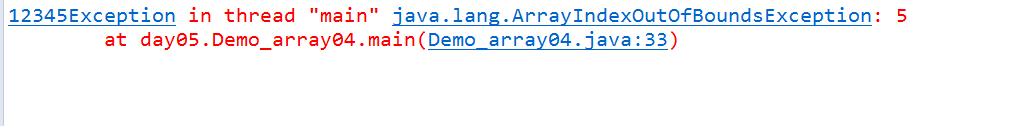 12345Exception in thread "main" java.lang.ArrayIndexOutOfBoundsException: 5
at day05.Demo_array04.main(Demo_array04.java:33)